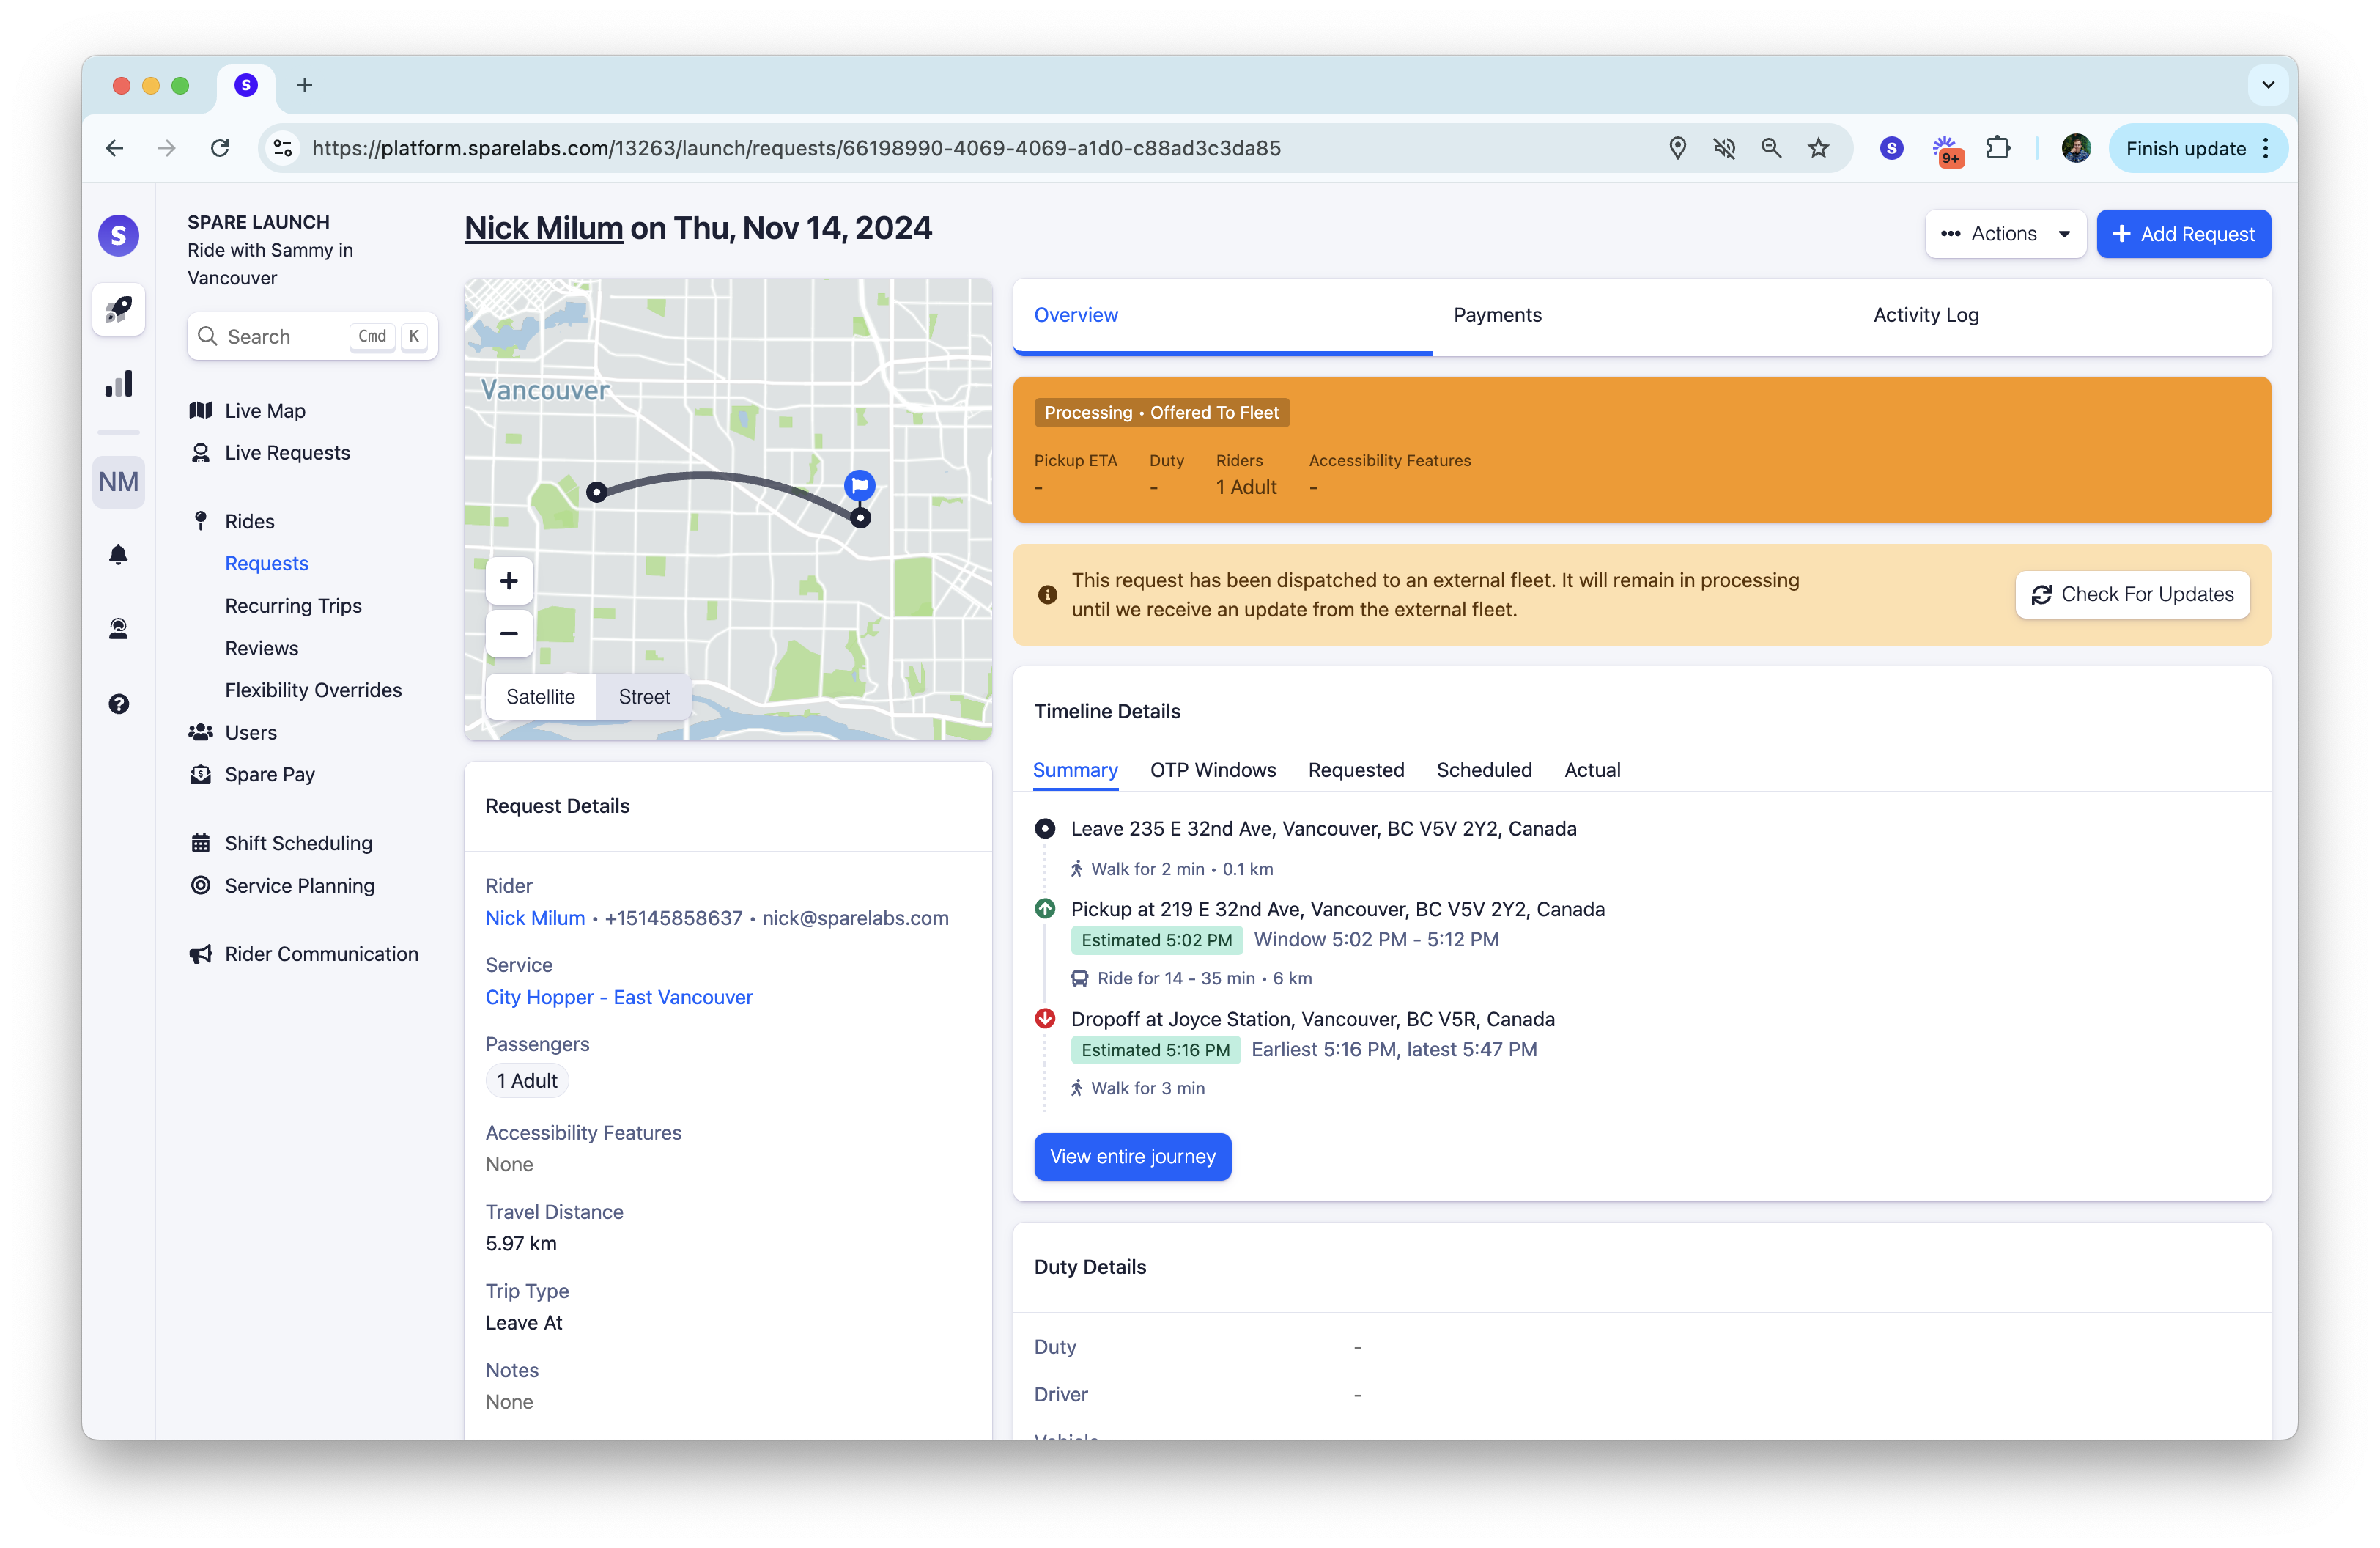 S
https://platform.sparelabs.com/13263/launch/requests/66198990-4069-4069-a1d0-c88ad3c3da85
S
9+
Finish update
S
NM
SPARE LAUNCH
Ride with Sammy in
Vancouver
Search Cmd K
Live Map
Live Requests
Rides
Requests
Recurring Trips
Reviews
Flexibility Overrides
Users
Spare Pay
Shift Scheduling
Service Planning
Rider Communication
Nick Milum on Thu, Nov 14, 2024
Actions
Add Request
Vancouver
+
−
Satellite Street
Request Details
Rider
Nick Milum • +15145858637 • nick@sparelabs.com
Service
City Hopper - East Vancouver
Passengers
1 Adult
Accessibility Features
None
Travel Distance
5.97 km
Trip Type
Leave At
Notes
None
Overview Payments Activity Log
Processing • Offered To Fleet
Pickup ETA Duty Riders Accessibility Features
- - 1 Adult -
This request has been dispatched to an external fleet. It will remain in processing
until we receive an update from the external fleet.
Check For Updates
Timeline Details
Summary OTP Windows Requested Scheduled Actual
Leave 235 E 32nd Ave, Vancouver, BC V5V 2Y2, Canada
Walk for 2 min • 0.1 km
Pickup at 219 E 32nd Ave, Vancouver, BC V5V 2Y2, Canada
Estimated 5:02 PM Window 5:02 PM - 5:12 PM
Ride for 14 - 35 min • 6 km
Dropoff at Joyce Station, Vancouver, BC V5R, Canada
Estimated 5:16 PM Earliest 5:16 PM, latest 5:47 PM
Walk for 3 min
View entire journey
Duty Details
Duty -
Driver -